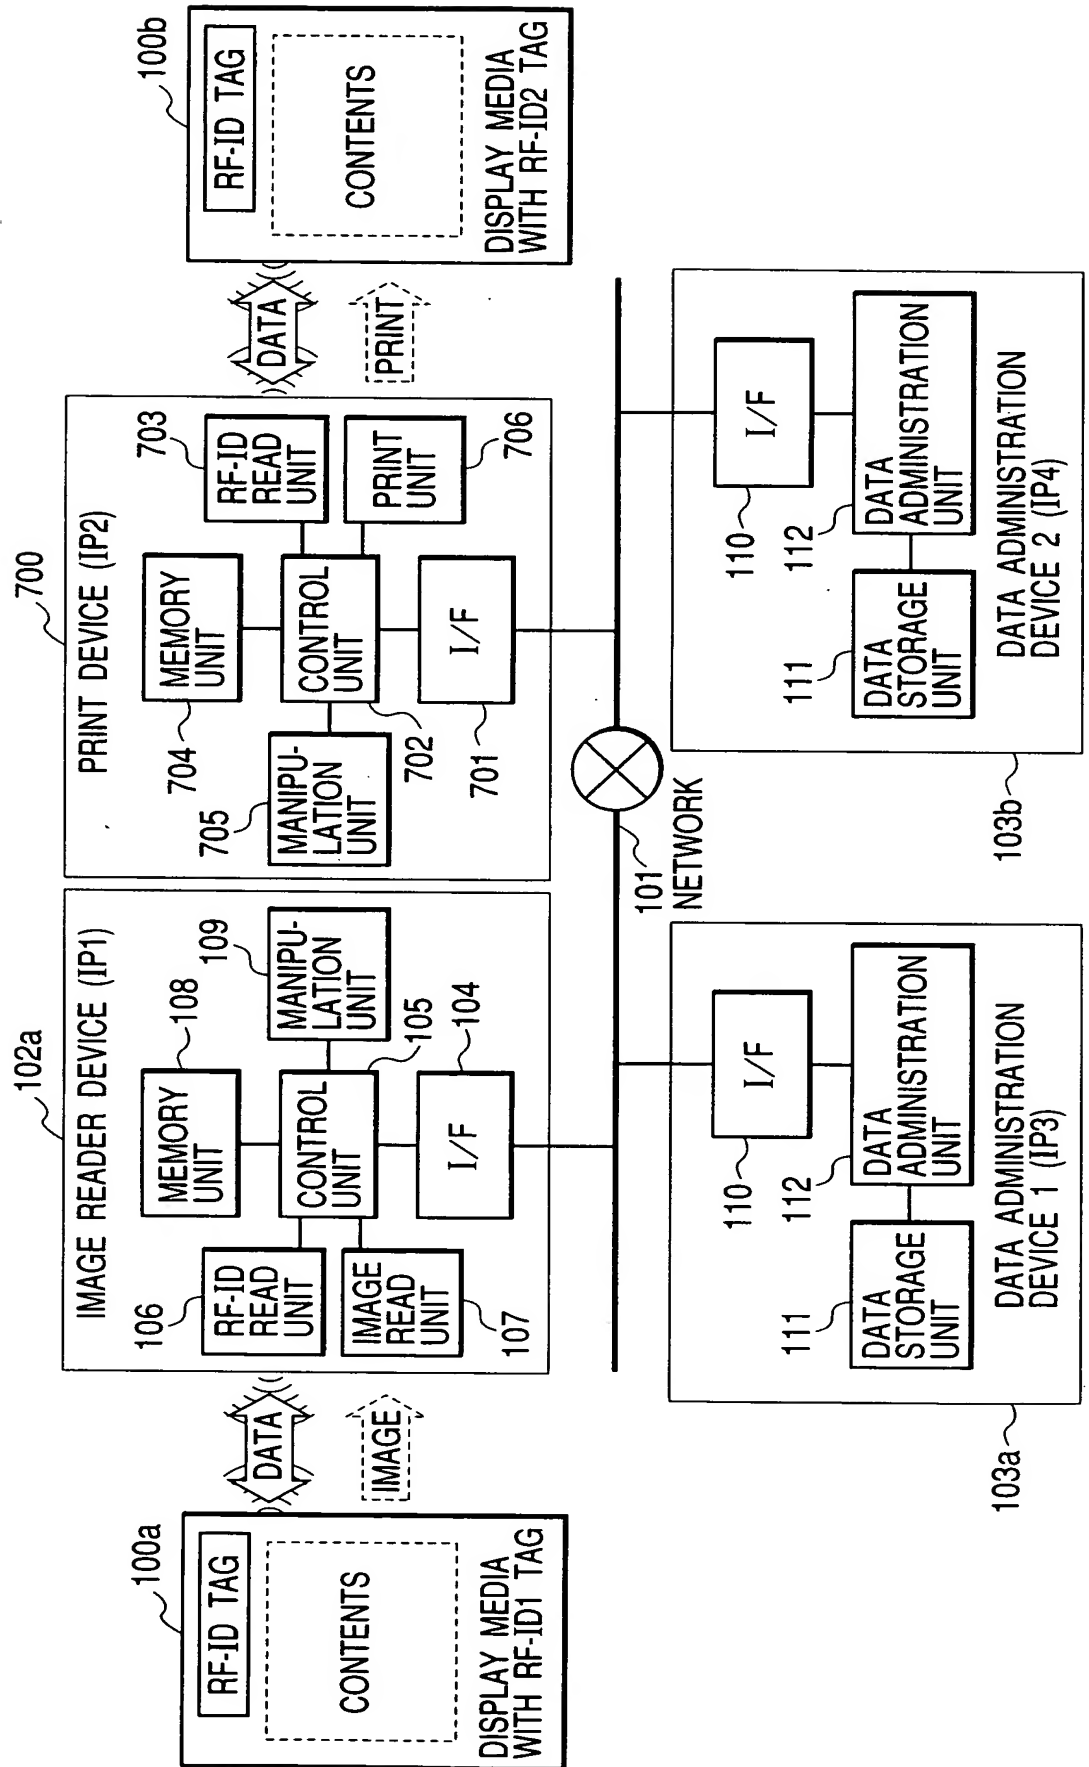 100a
RF-ID TAG
CONTENTS
DISPLAY MEDIA
WITH RF-ID1 TAG
DATA
IMAGE
102a
IMAGE READER DEVICE (IP1)
106
RF-ID
READ
UNIT
IMAGE
READ
UNIT
107
MEMORY
UNIT
108
CONTROL
UNIT
105
I/F
104
109
MANIPU-
LATION
UNIT
700
PRINT DEVICE (IP2)
705
MANIPU-
LATION
UNIT
704
MEMORY
UNIT
CONTROL
UNIT
702
701
I/F
703
RF-ID
READ
UNIT
PRINT
UNIT
706
DATA
PRINT
100b
RF-ID TAG
CONTENTS
DISPLAY MEDIA
WITH RF-ID2 TAG
101
NETWORK
103a
110
I/F
111
DATA
STORAGE
UNIT
112
DATA
ADMINISTRATION
UNIT
DATA ADMINISTRATION
DEVICE 1 (IP3)
103b
110
I/F
111
DATA
STORAGE
UNIT
112
DATA
ADMINISTRATION
UNIT
DATA ADMINISTRATION
DEVICE 2 (IP4)